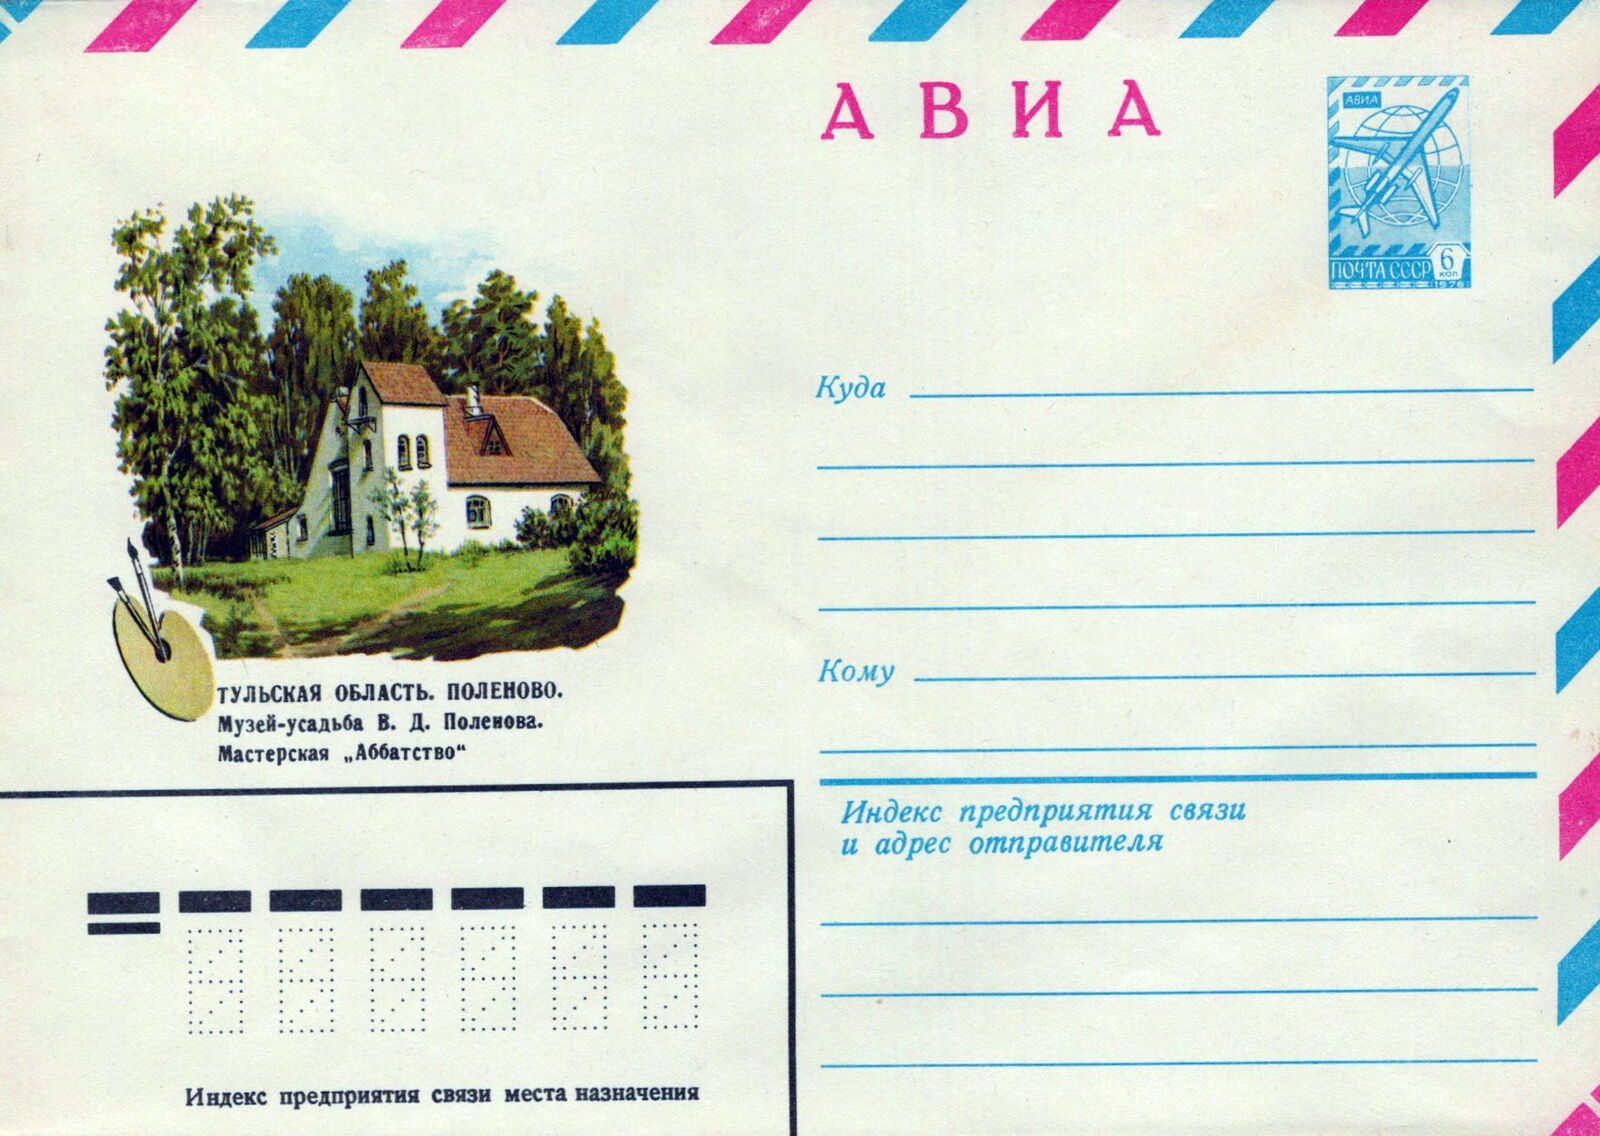 АВИА
АВИА
ПОЧТА СССР 6 коп
1976
ТУЛЬСКАЯ ОБЛАСТЬ. ПОЛЕНОВО.
Музей-усадьба В. Д. Поленова.
Мастерская „Аббатство“
Куда
Кому
Индекс предприятия связи
и адрес отправителя
Индекс предприятия связи места назначения